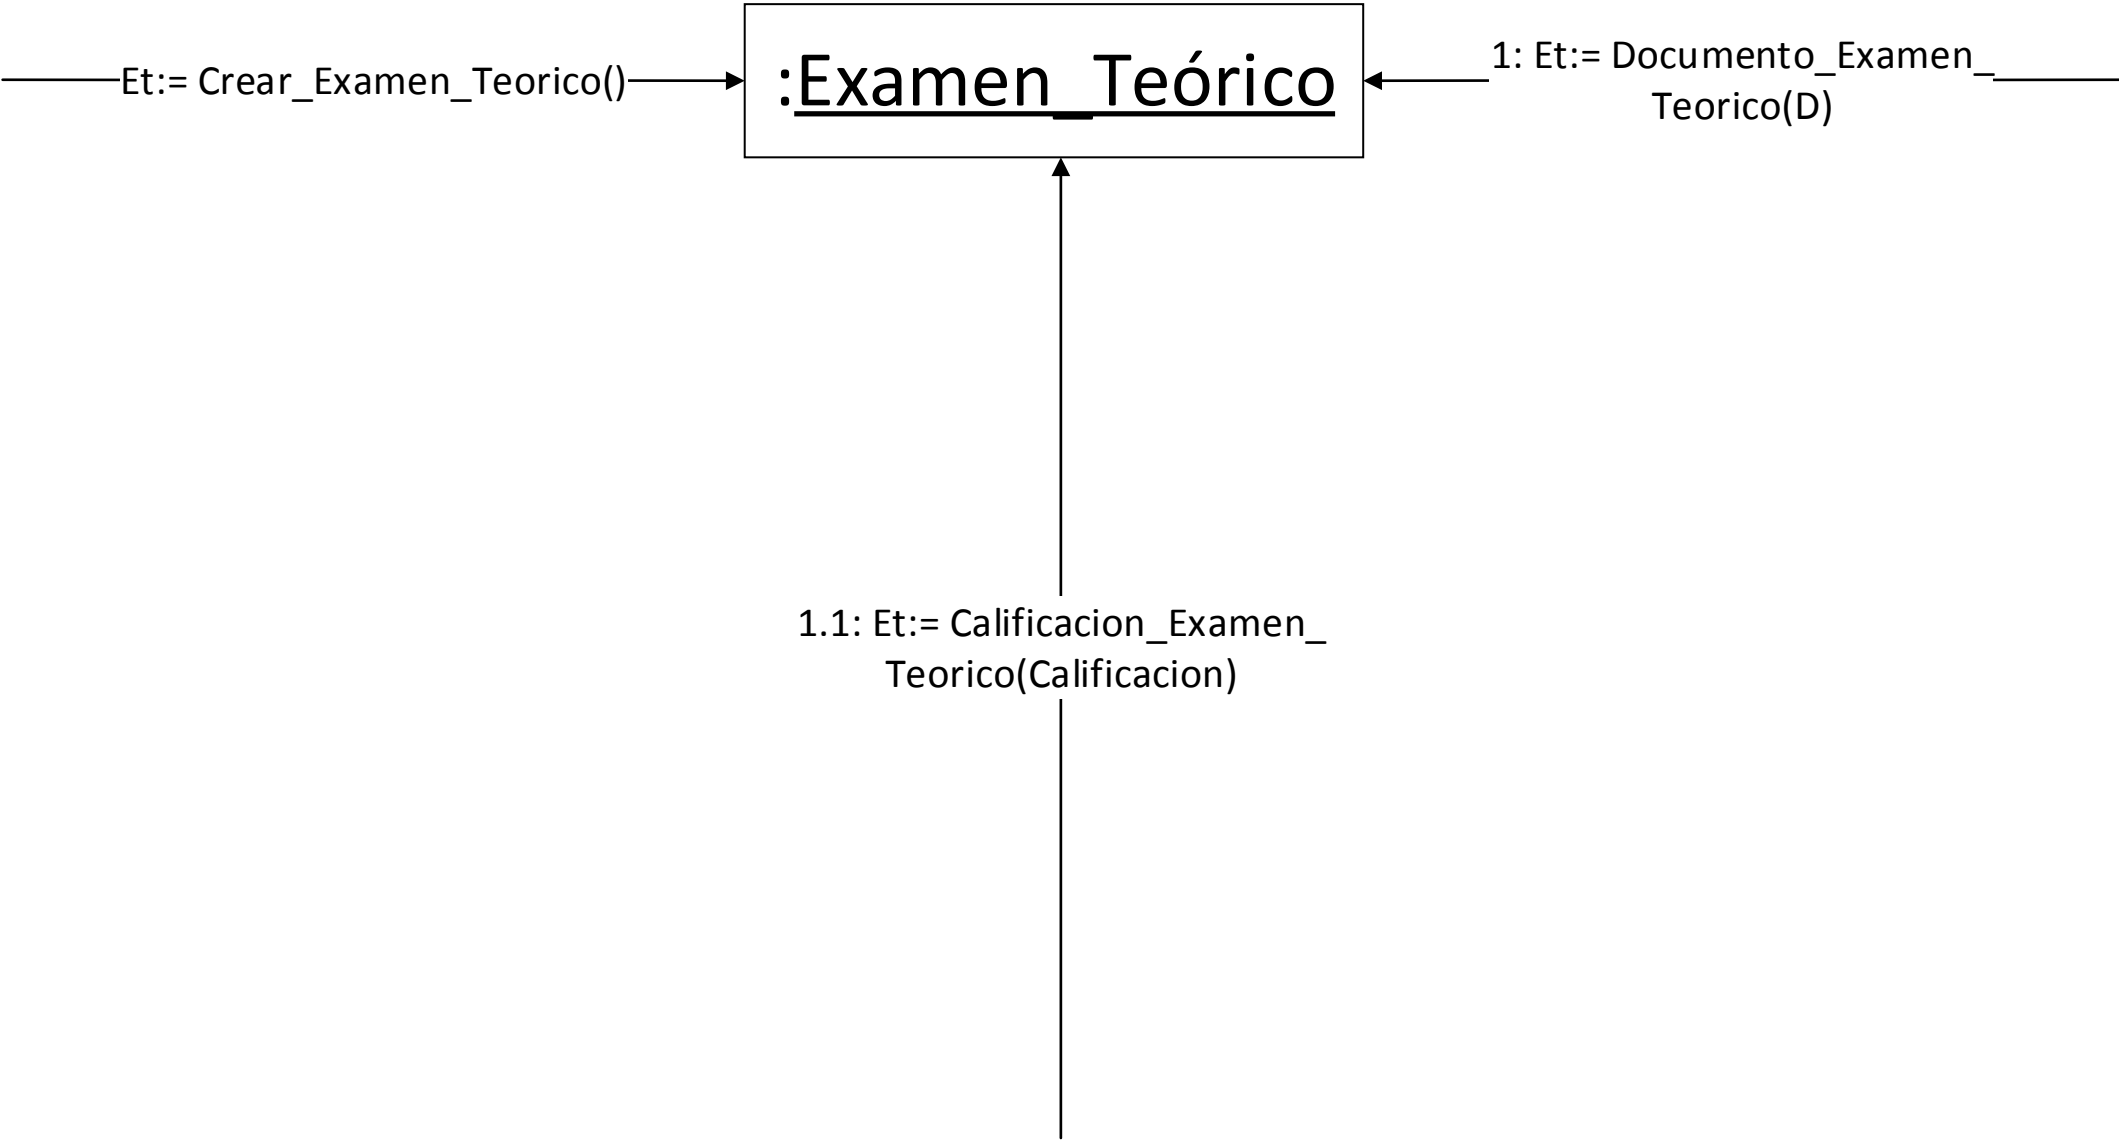 Et:= Crear_Examen_Teorico()
:Examen_Teórico
1: Et:= Documento_Examen_
Teorico(D)
1.1: Et:= Calificacion_Examen_
Teorico(Calificacion)